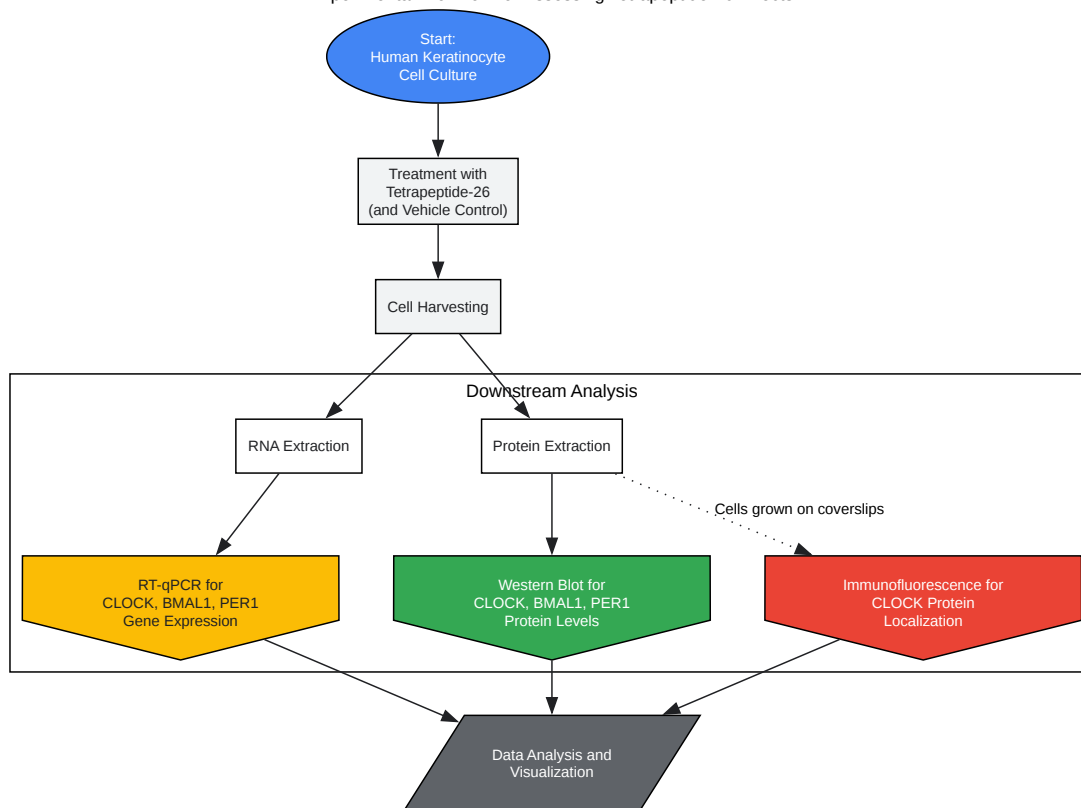 Start:
Human Keratinocyte
Cell Culture
Treatment with
Tetrapeptide-26
(and Vehicle Control)
Cell Harvesting
Downstream Analysis
RNA Extraction
Protein Extraction
Cells grown on coverslips
RT-qPCR for
CLOCK, BMAL1, PER1
Gene Expression
Western Blot for
CLOCK, BMAL1, PER1
Protein Levels
Immunofluorescence for
CLOCK Protein
Localization
Data Analysis and
Visualization